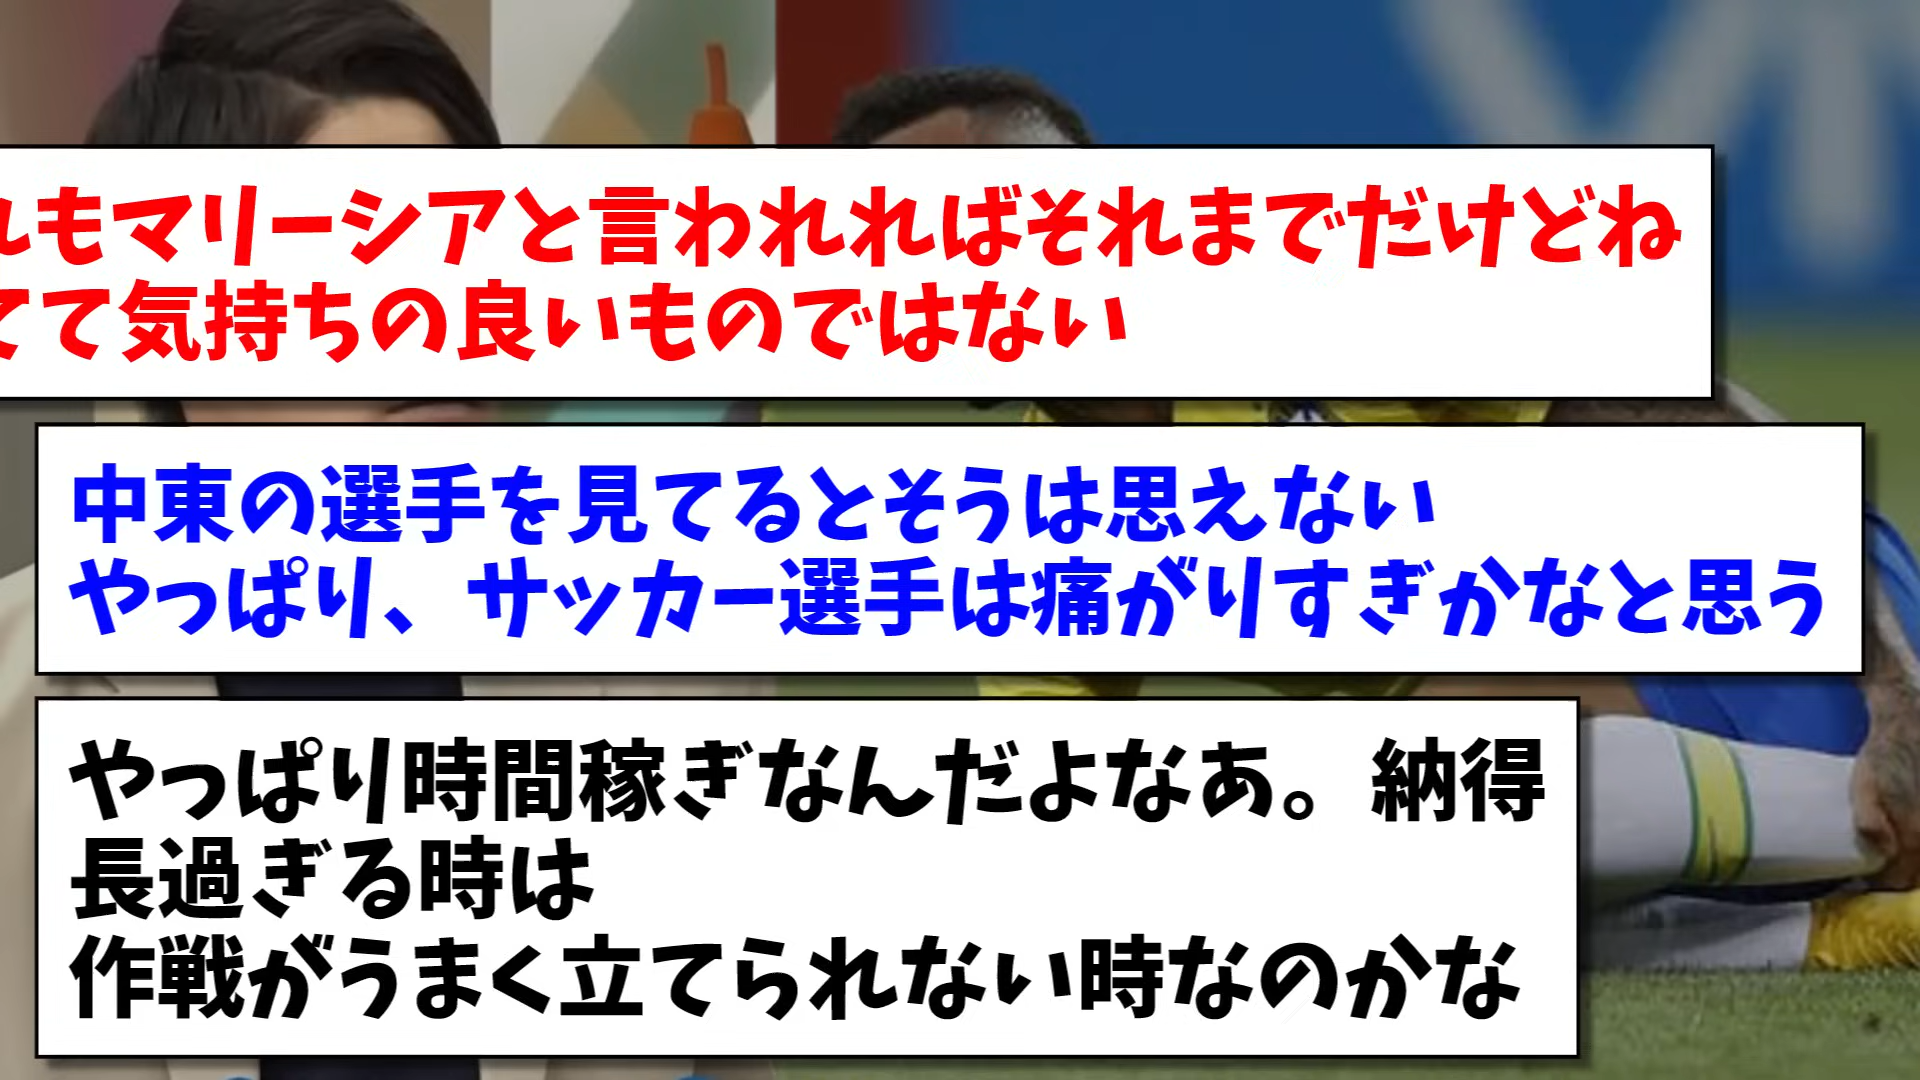 もマリーシアと言われればそれまでだけどね
てて気持ちの良いものではない
中東の選手を見てるとそうは思えない
やっぱり、サッカー選手は痛がりすぎかなと思う
やっぱり時間稼ぎなんだよなあ。納得
長過ぎる時は
作戦がうまく立てられない時なのかな